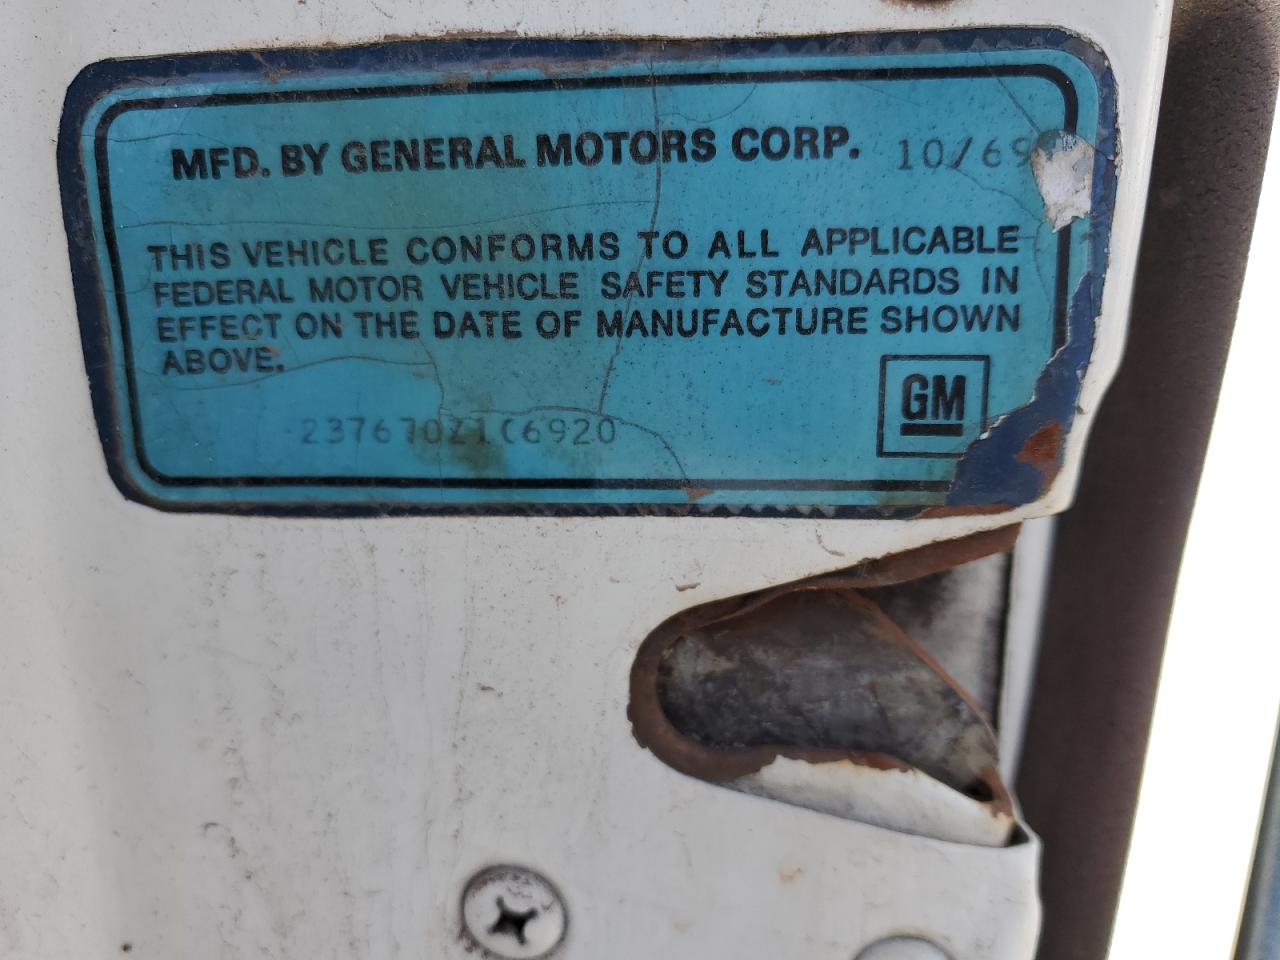 MFD. BY GENERAL MOTORS CORP. 10/69
THIS VEHICLE CONFORMS TO ALL APPLICABLE
FEDERAL MOTOR VEHICLE SAFETY STANDARDS IN
EFFECT ON THE DATE OF MANUFACTURE SHOWN
ABOVE.
GM
237670Z1C6920